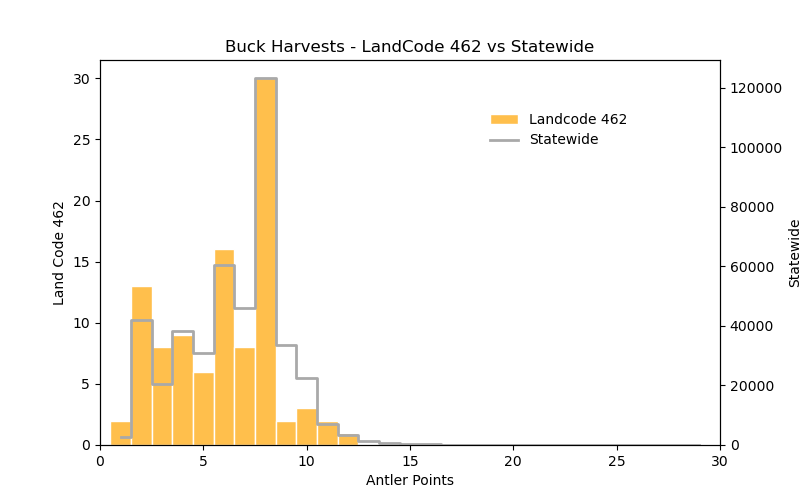 Buck Harvests - LandCode 462 vs Statewide
Landcode 462
Statewide
Land Code 462
30
25
20
15
10
5
0
120000
100000
80000
60000
40000
20000
0
Statewide
0 5 10 15 20 25 30
Antler Points